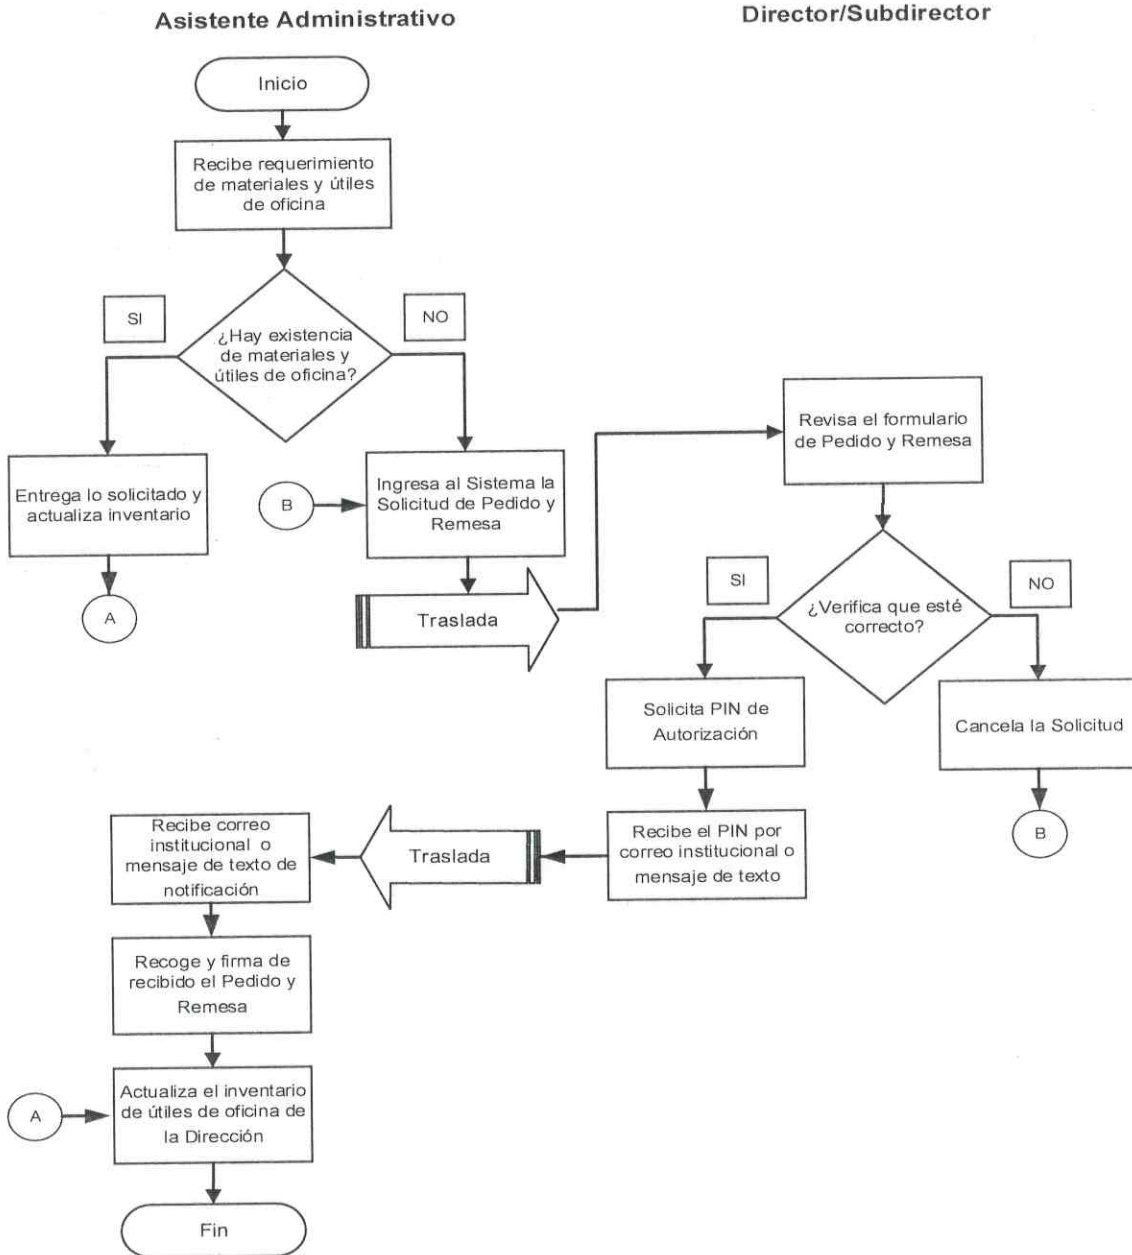 Asistente Administrativo
Director/Subdirector
Inicio
Recibe requerimiento
de materiales y útiles
de oficina
SI
NO
¿Hay existencia
de materiales y
útiles de oficina?
Entrega lo solicitado y
actualiza inventario
A
B
Ingresa al Sistema la
Solicitud de Pedido y
Remesa
Traslada
Revisa el formulario
de Pedido y Remesa
SI
NO
¿Verifica que esté
correcto?
Solicita PIN de
Autorización
Cancela la Solicitud
B
Recibe el PIN por
correo institucional o
mensaje de texto
Traslada
Recibe correo
institucional o
mensaje de texto de
notificación
Recoge y firma de
recibido el Pedido y
Remesa
A
Actualiza el inventario
de útiles de oficina de
la Dirección
Fin